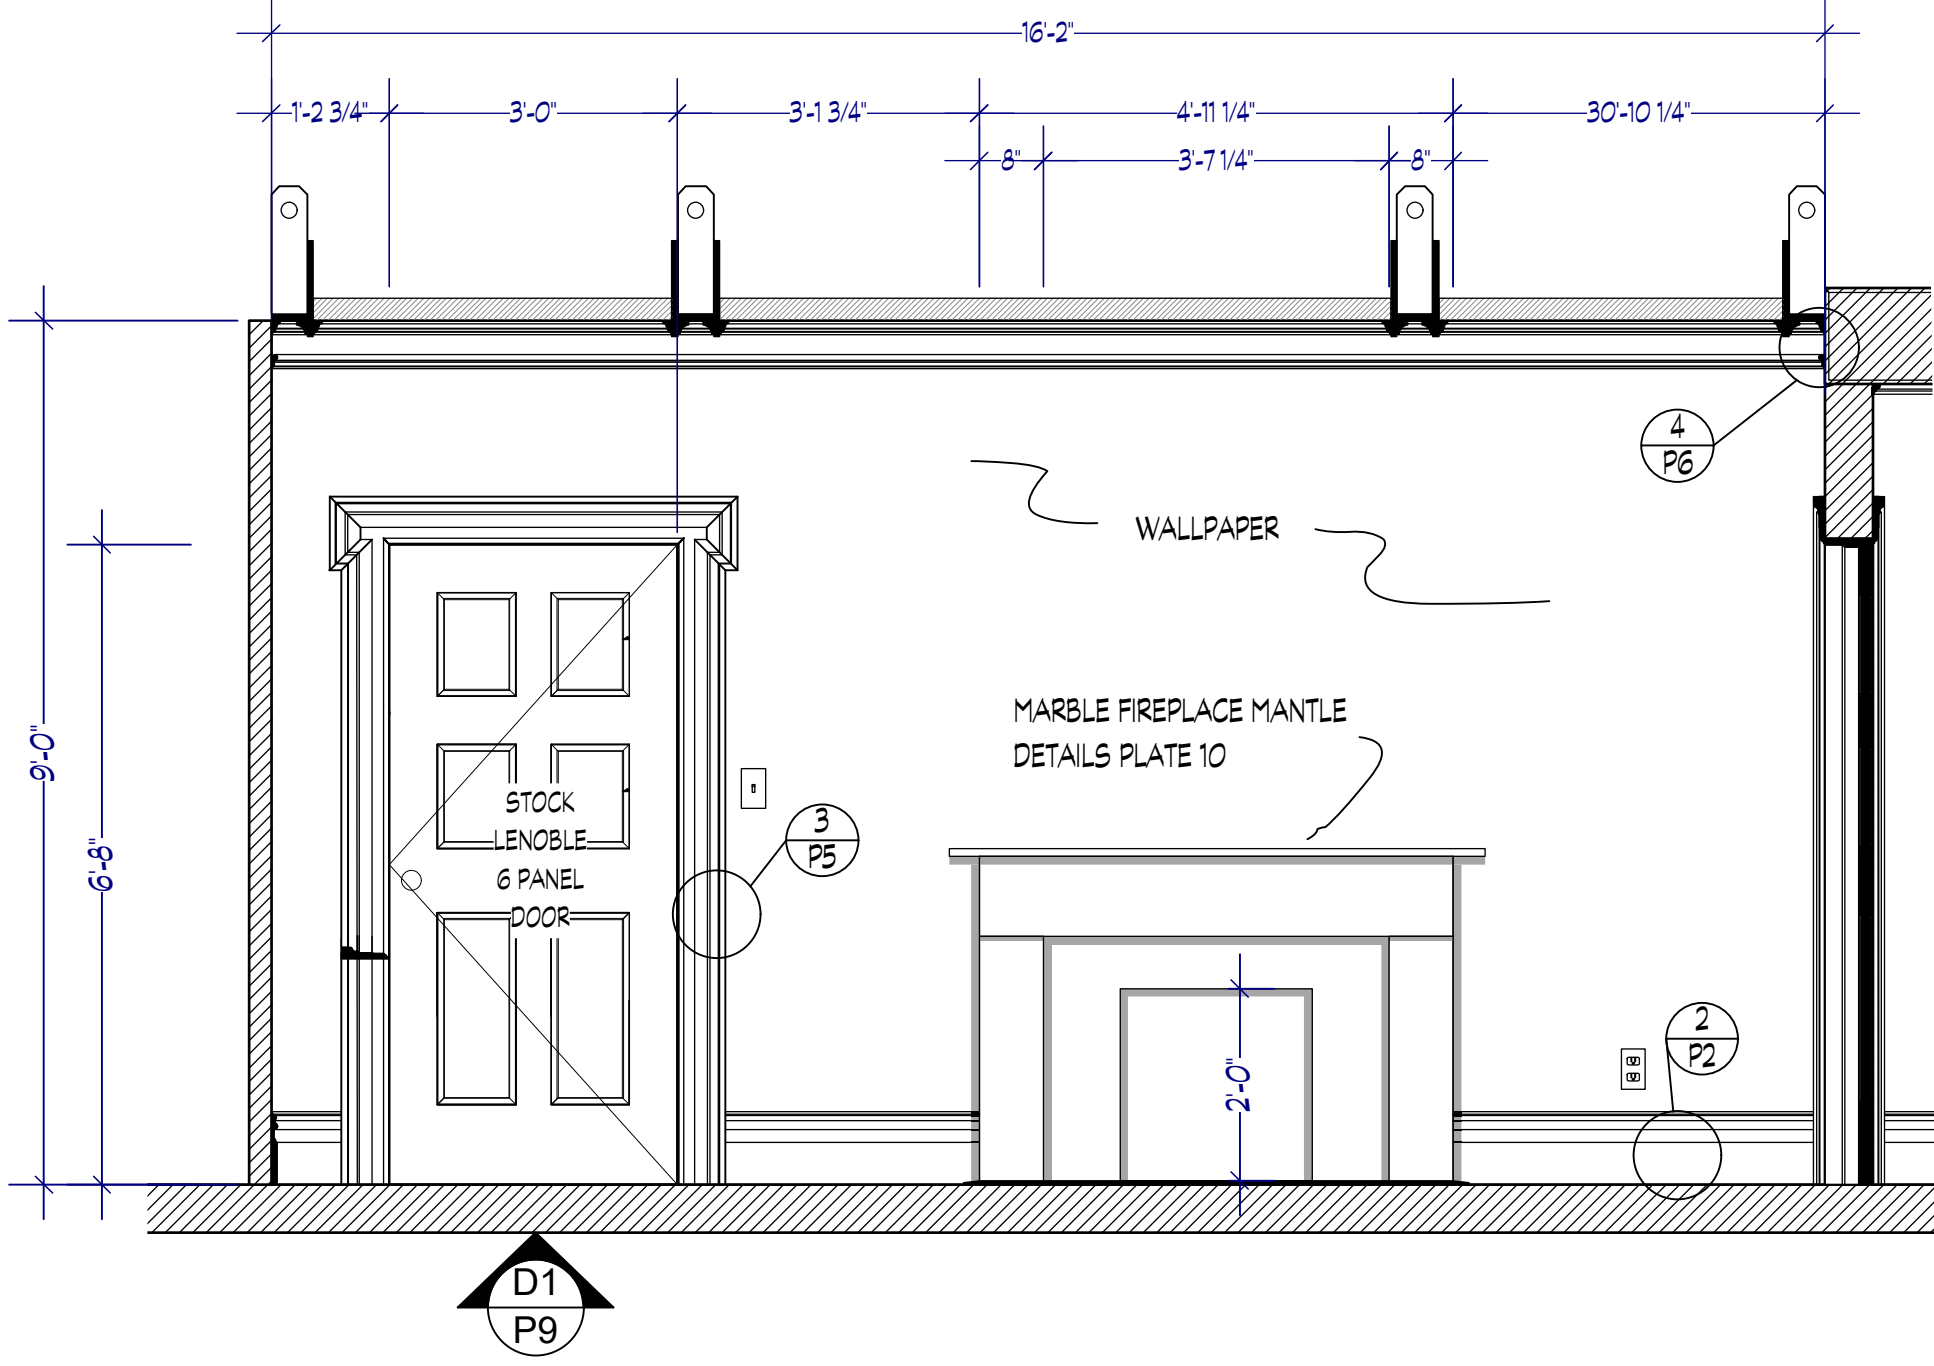 16'-2"
1'-2 3/4"
3'-0"
3'-1 3/4"
4'-11 1/4"
30'-10 1/4"
8"
3'-7 1/4"
8"
4
P6
WALLPAPER
MARBLE FIREPLACE MANTLE
DETAILS PLATE 10
9'-0"
6'-8"
STOCK
LENOBLE
6 PANEL
DOOR
3
P5
2
P2
2'-0"
D1
P9